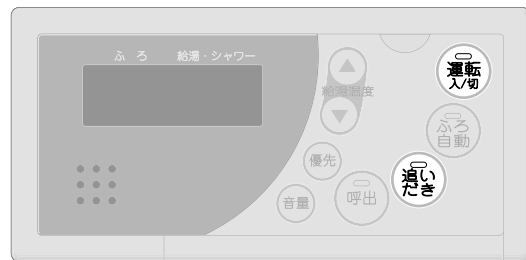 ふろ 給湯・シャワー
運転
入/切
給湯温度
ふろ
自動
優先
追い
だき
音量
呼出